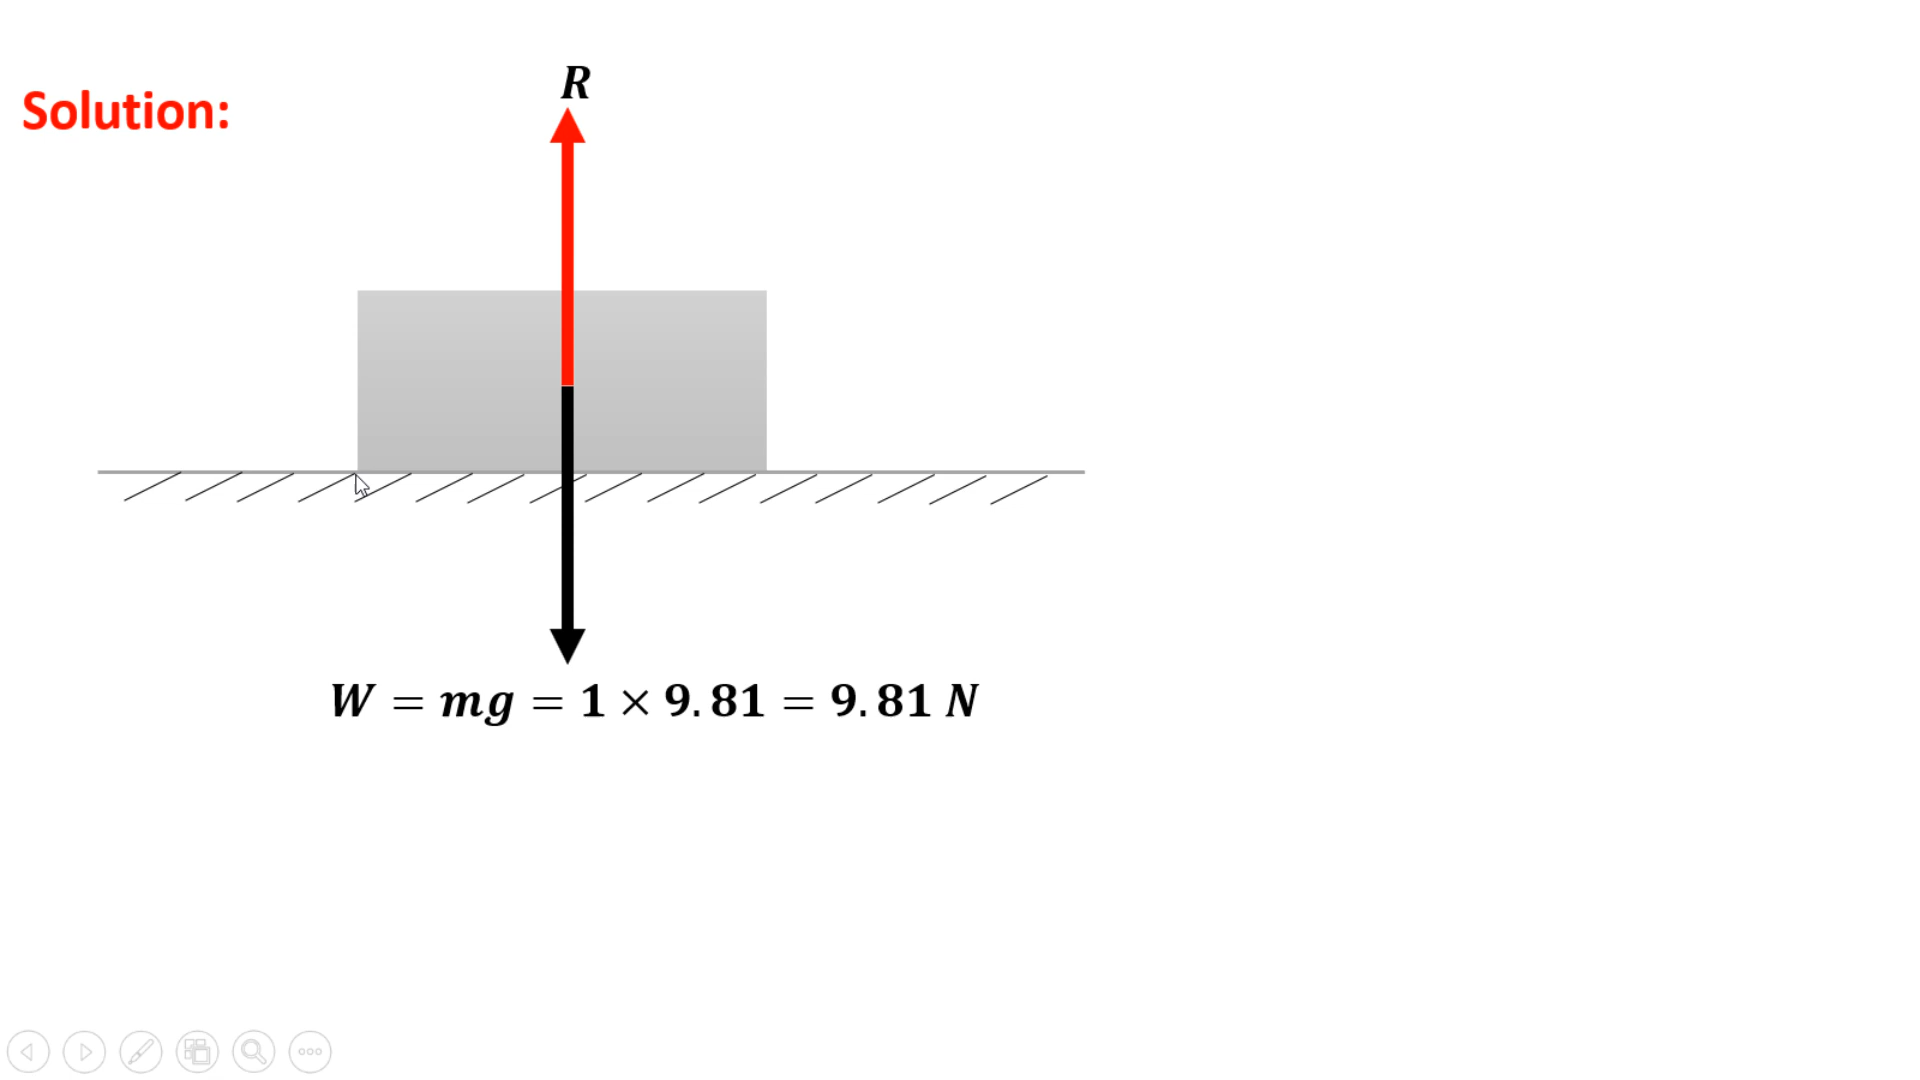 R
Solution:
W = mg = 1 × 9.81 = 9.81 N